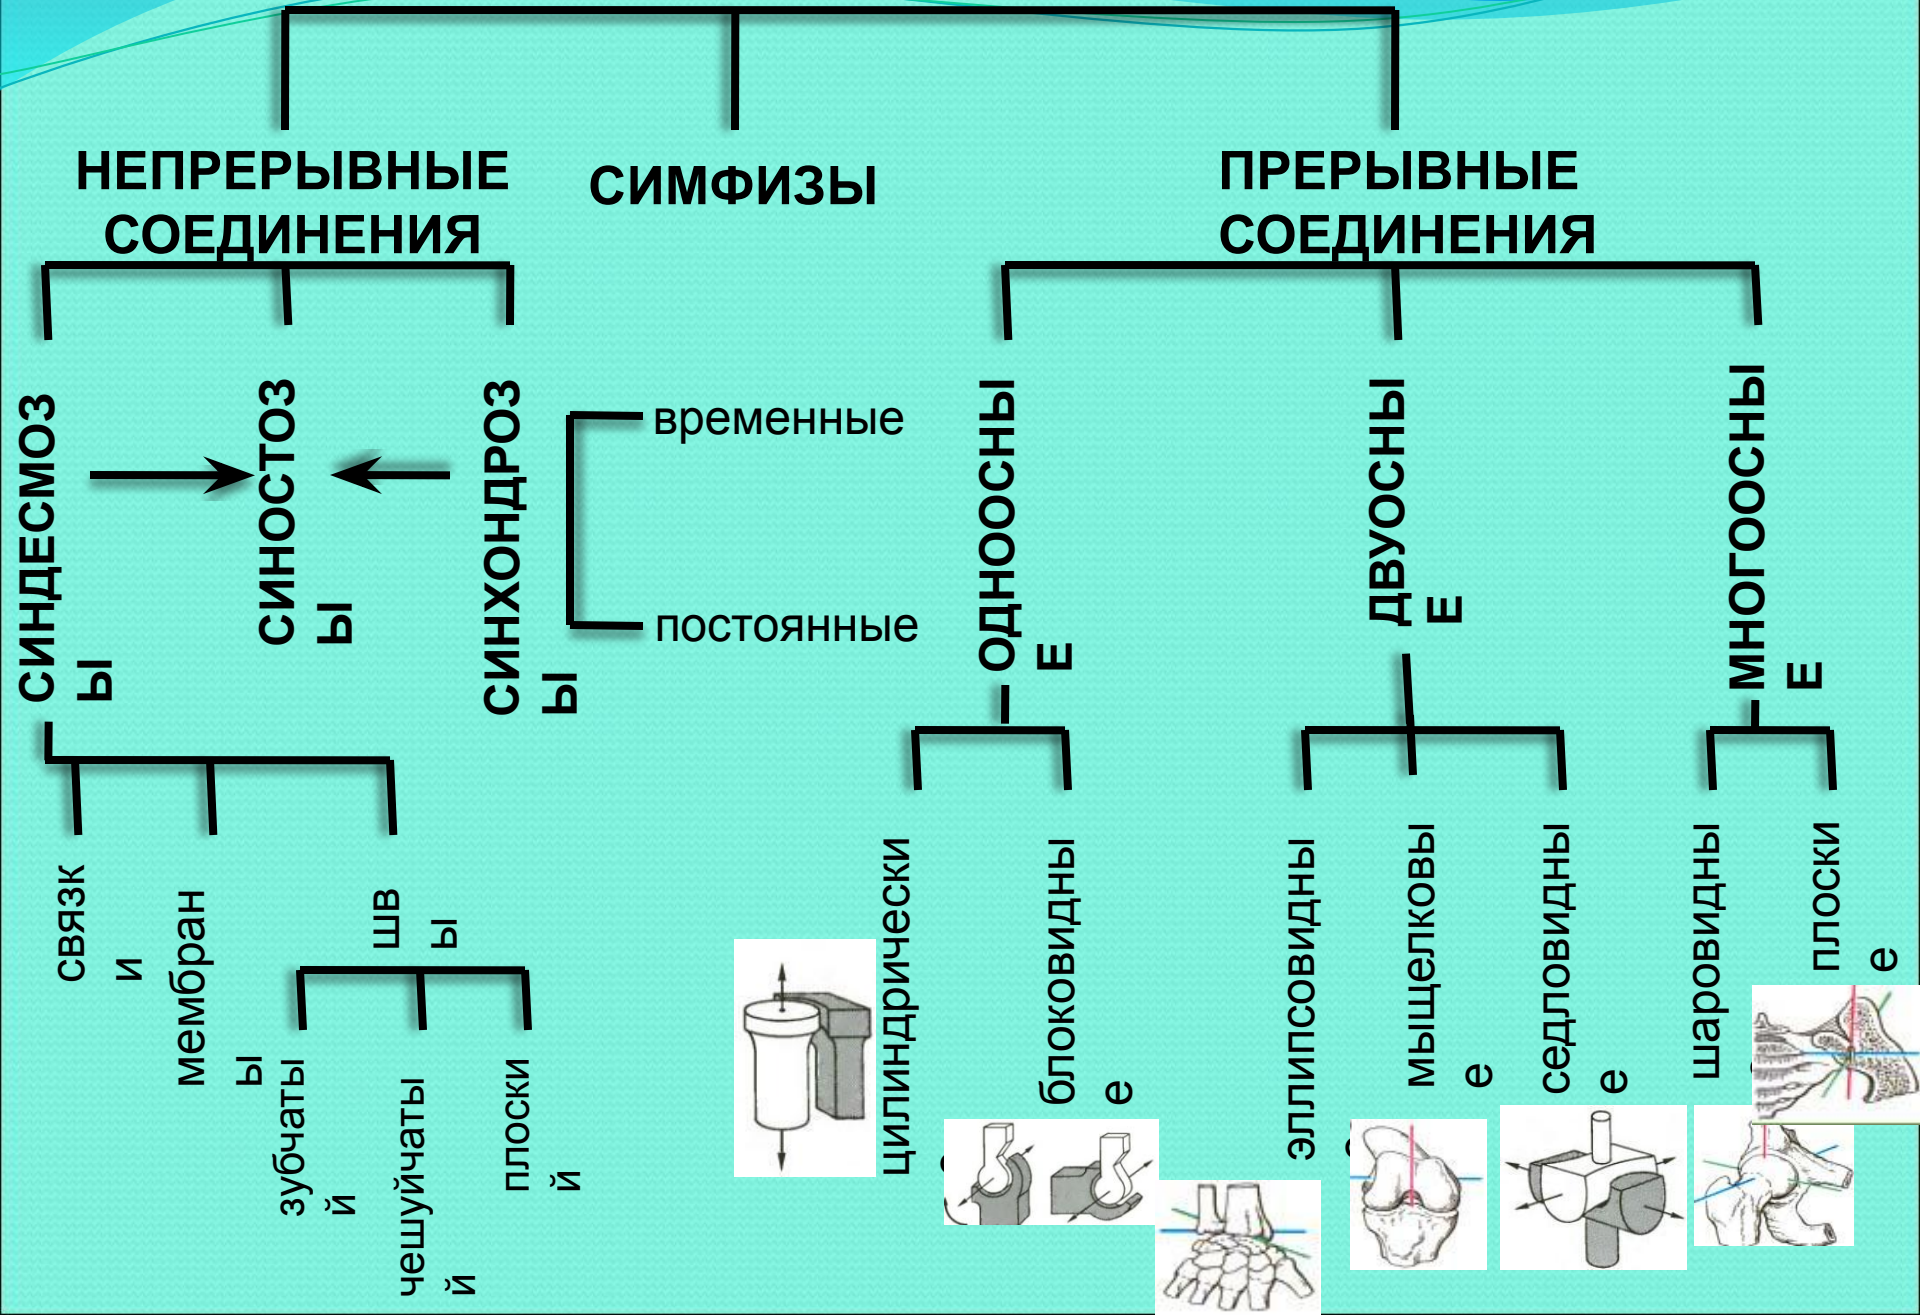 НЕПРЕРЫВНЫЕ
СОЕДИНЕНИЯ
СИМФИЗЫ
ПРЕРЫВНЫЕ
СОЕДИНЕНИЯ
СИНДЕСМОЗ
Ы
СИНОСТОЗ
Ы
СИНХОНДРОЗ
Ы
временные
постоянные
ОДНООСНЫ
Е
ДВУОСНЫ
Е
МНОГООСНЫ
Е
связк
и
мембран
ы
шв
ы
зубчаты
й
чешуйчаты
й
плоски
й
цилиндрически
блоковидны
е
эллипсовидны
мыщелковы
е
седловидны
е
шаровидны
плоски
е